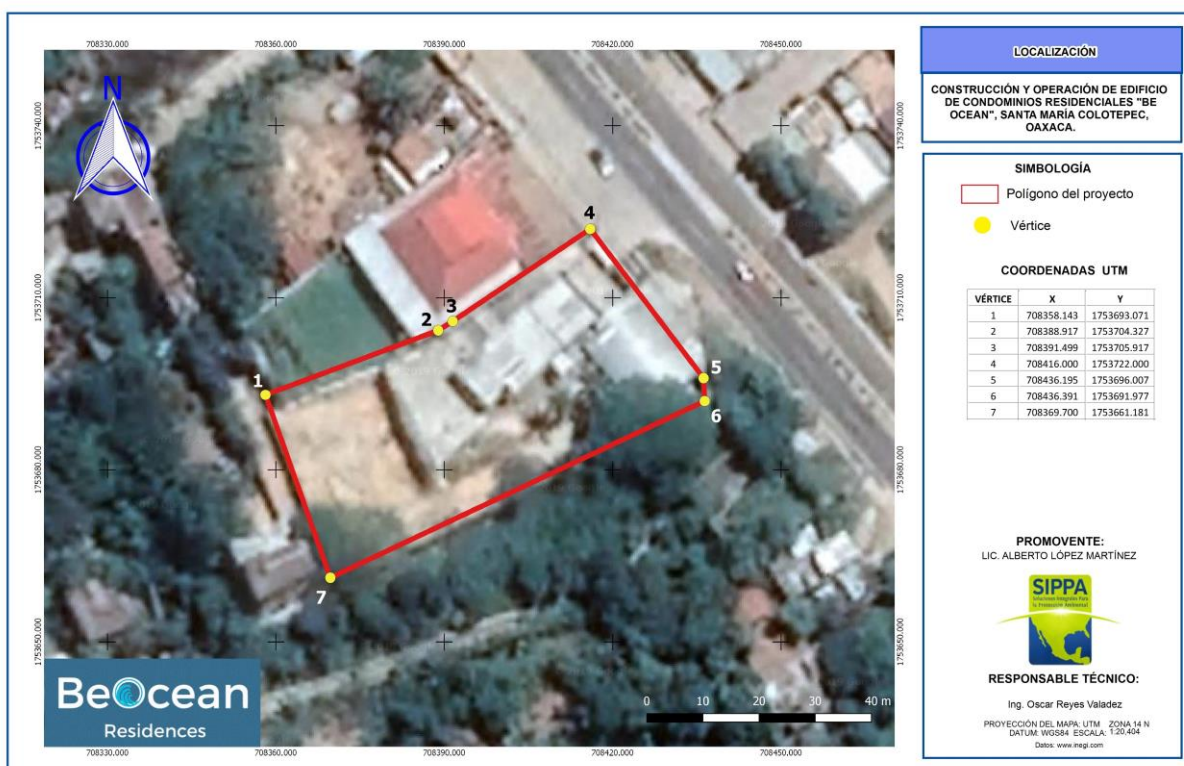 708330.000 708360.000 708390.000 708420.000 708450.000
1753740.000
1753710.000
1753680.000
1753650.000
N
4
3
2
1
5
6
7
0 10 20 30 40 m
BeOcean
Residences
708330.000 708360.000 708390.000 708420.000 708450.000
1753740.000
1753710.000
1753680.000
1753650.000
LOCALIZACIÓN
CONSTRUCCIÓN Y OPERACIÓN DE EDIFICIO
DE CONDOMINIOS RESIDENCIALES "BE
OCEAN", SANTA MARÍA COLOTEPEC,
OAXACA.
SIMBOLOGÍA
Polígono del proyecto
Vértice
COORDENADAS UTM
VÉRTICE X Y
1 708358.143 1753693.071
2 708388.917 1753704.327
3 708391.499 1753705.917
4 708416.000 1753722.000
5 708436.195 1753696.007
6 708436.391 1753691.977
7 708369.700 1753661.181
PROMOVENTE:
LIC. ALBERTO LÓPEZ MARTÍNEZ
SIPPA
Soluciones Integrales Para
la Protección Ambiental
RESPONSABLE TÉCNICO:
Ing. Oscar Reyes Valadez
PROYECCIÓN DEL MAPA: UTM ZONA 14 N
DATUM: WGS84 ESCALA: 1:20,404
Datos: www.inegi.com